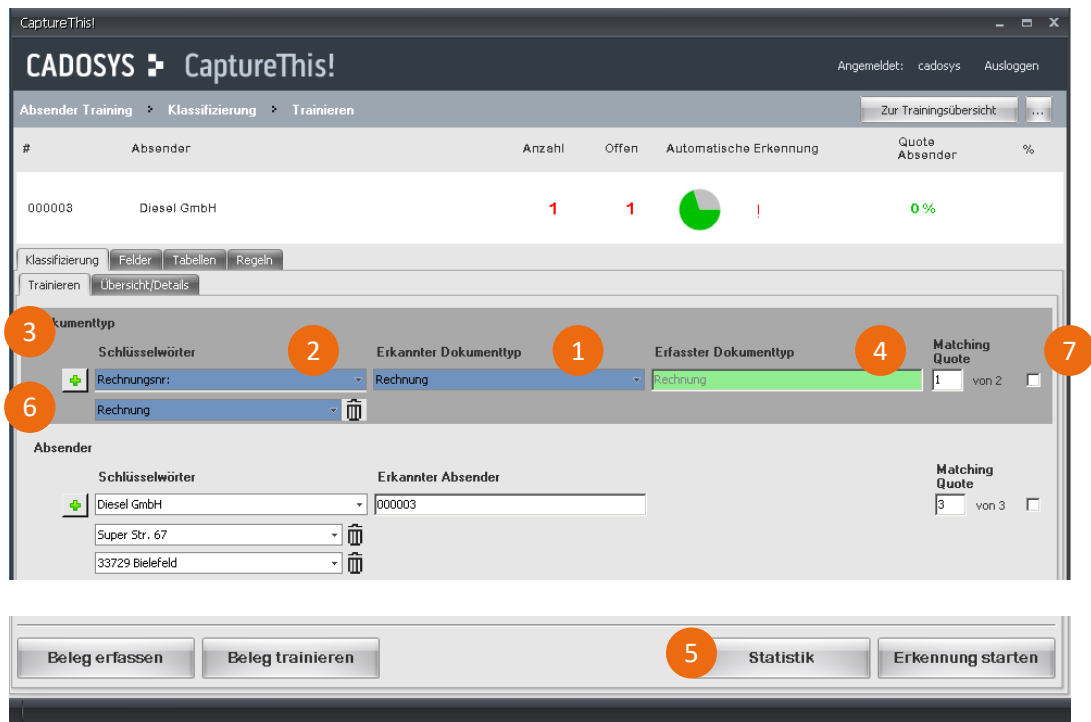 CaptureThis!
CADOSYS CaptureThis!
Angemeldet: cadosys Ausloggen
Absender Training Klassifizierung Trainieren
Zur Trainingsübersicht ...
# Absender Anzahl Offen Automatische Erkennung Quote Absender %
000003 Diesel GmbH 1 1 ! 0 %
Klassifizierung Felder Tabellen Regeln
Trainieren Übersicht/Details
3 kumenttyp
Schlüsselwörter 2 Erkannter Dokumenttyp 1 Erfasster Dokumenttyp 4 Matching Quote 7
Rechnungsnr: Rechnung Rechnung 1 von 2
6 Rechnung
Absender
Schlüsselwörter Erkannter Absender Matching Quote
Diesel GmbH 000003 3 von 3
Super Str. 67
33729 Bielefeld
Beleg erfassen Beleg trainieren 5 Statistik Erkennung starten